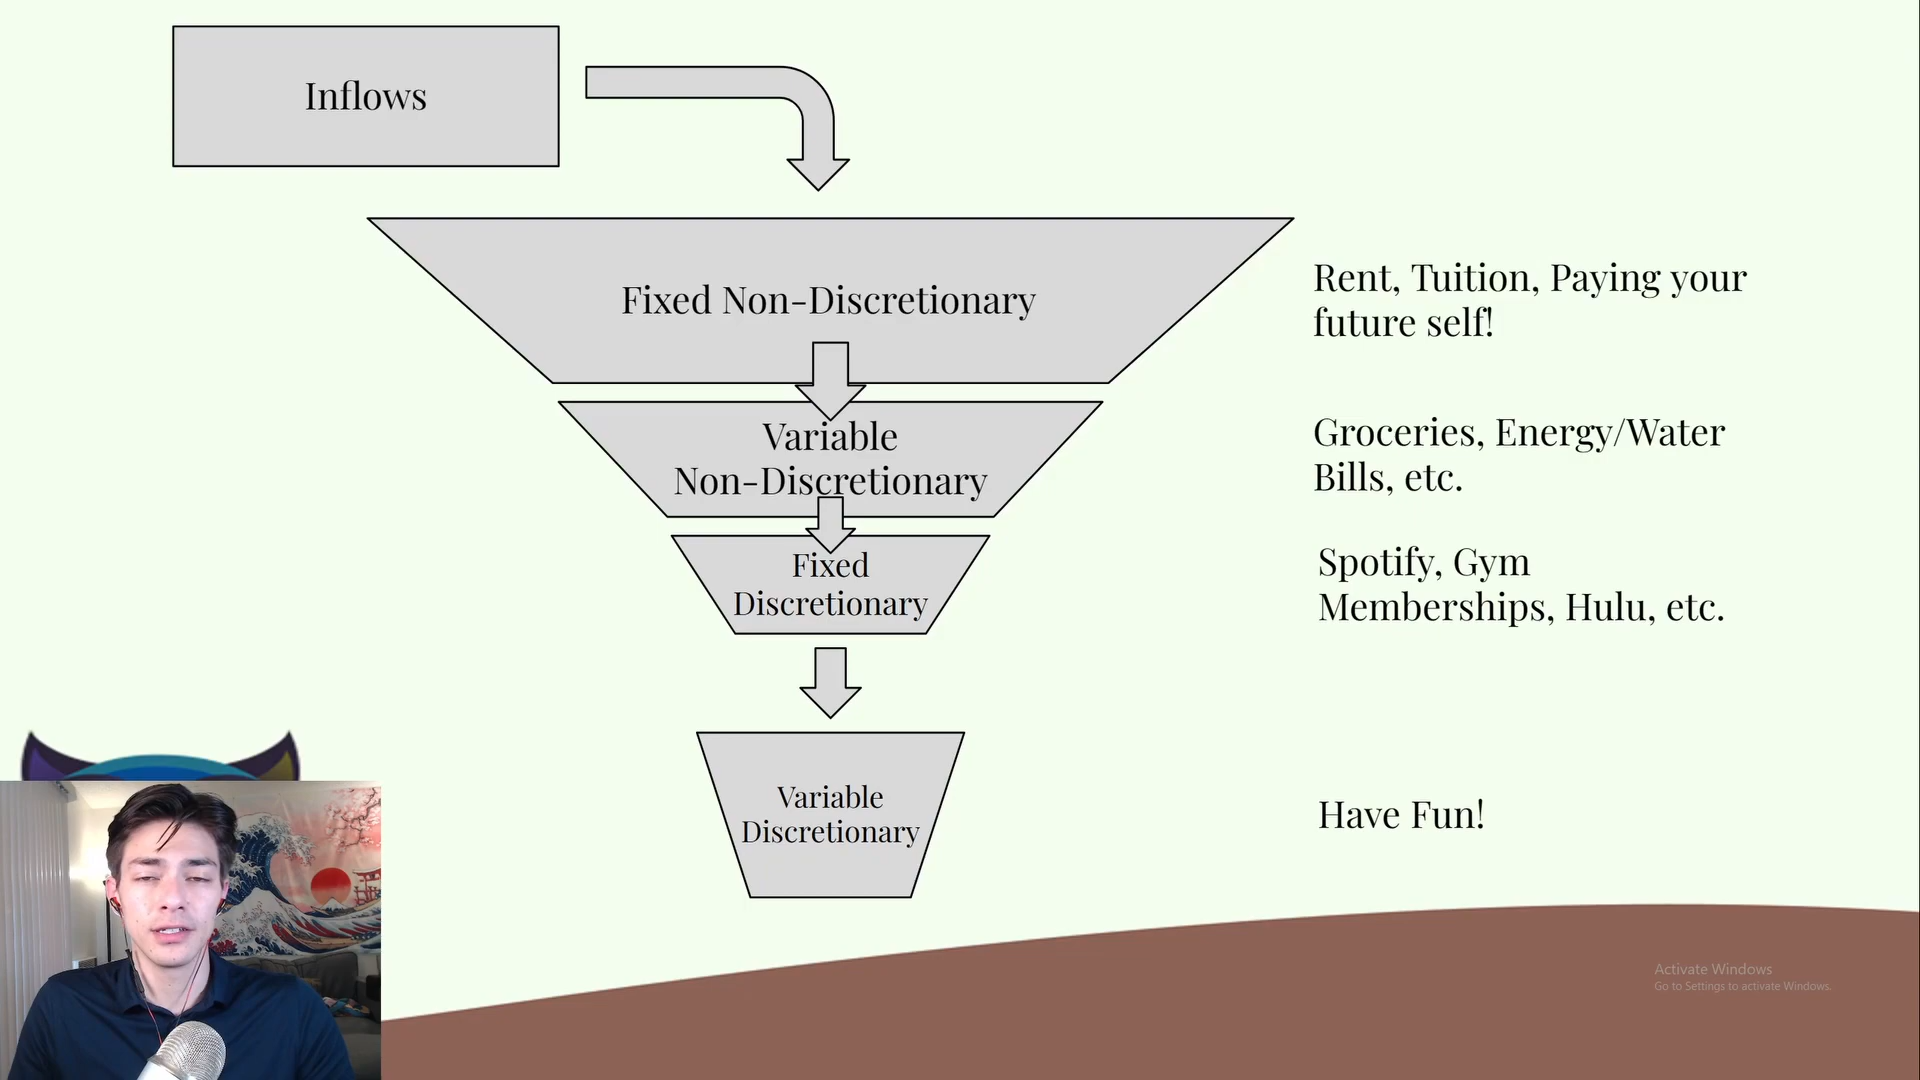 Inflows
Fixed Non-Discretionary
Rent, Tuition, Paying your
future self!
Variable
Non-Discretionary
Groceries, Energy/Water
Bills, etc.
Fixed
Discretionary
Spotify, Gym
Memberships, Hulu, etc.
Variable
Discretionary
Have Fun!
Activate Windows
Go to Settings to activate Windows.